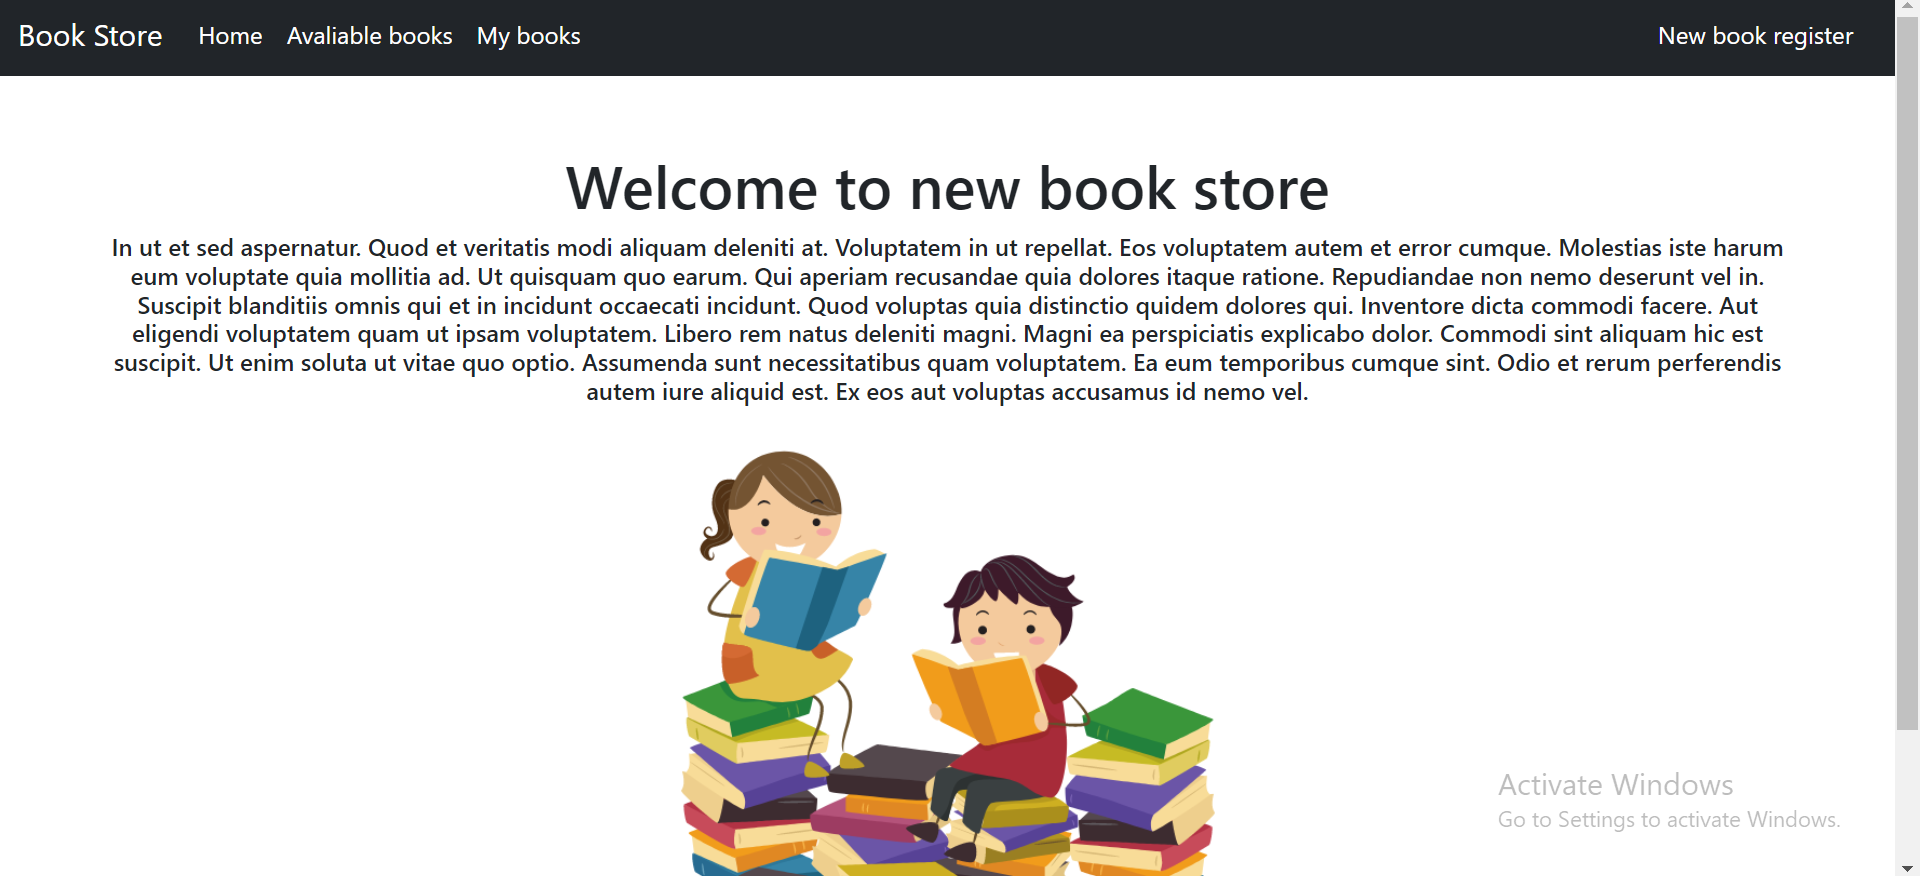 Book Store Home Avaliable books My books New book register
Welcome to new book store
In ut et sed aspernatur. Quod et veritatis modi aliquam deleniti at. Voluptatem in ut repellat. Eos voluptatem autem et error cumque. Molestias iste harum
eum voluptate quia mollitia ad. Ut quisquam quo earum. Qui aperiam recusandae quia dolores itaque ratione. Repudiandae non nemo deserunt vel in.
Suscipit blanditiis omnis qui et in incidunt occaecati incidunt. Quod voluptas quia distinctio quidem dolores qui. Inventore dicta commodi facere. Aut
eligendi voluptatem quam ut ipsam voluptatem. Libero rem natus deleniti magni. Magni ea perspiciatis explicabo dolor. Commodi sint aliquam hic est
suscipit. Ut enim soluta ut vitae quo optio. Assumenda sunt necessitatibus quam voluptatem. Ea eum temporibus cumque sint. Odio et rerum perferendis
autem iure aliquid est. Ex eos aut voluptas accusamus id nemo vel.
Activate Windows
Go to Settings to activate Windows.